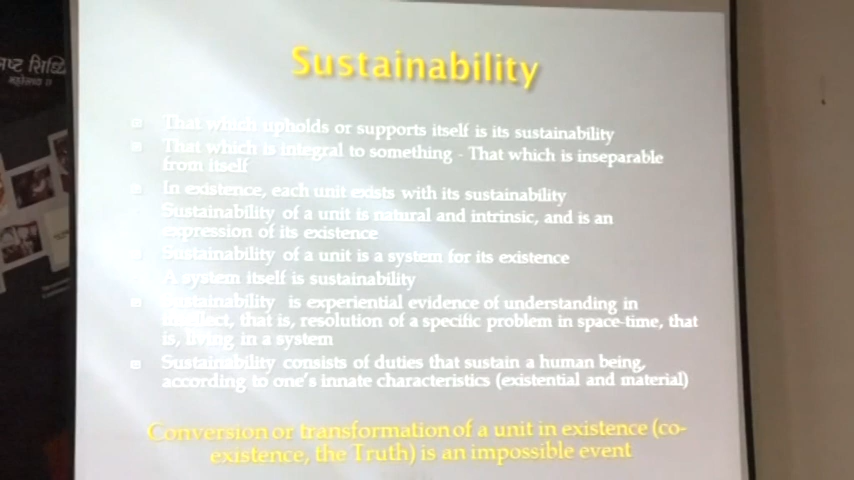 Sustainability
That which upholds or supports itself is its sustainability
That which is integral to something - That which is inseparable
from itself
In existence, each unit exists with its sustainability
Sustainability of a unit is natural and intrinsic, and is an
expression of its existence
Sustainability of a unit is a system for its existence
A system itself is sustainability
Sustainability is experiential evidence of understanding in
intellect, that is, resolution of a specific problem in space-time, that
is, living in a system
Sustainability consists of duties that sustain a human being,
according to one's innate characteristics (existential and material)
Conversion or transformation of a unit in existence (co-
existence, the Truth) is an impossible event